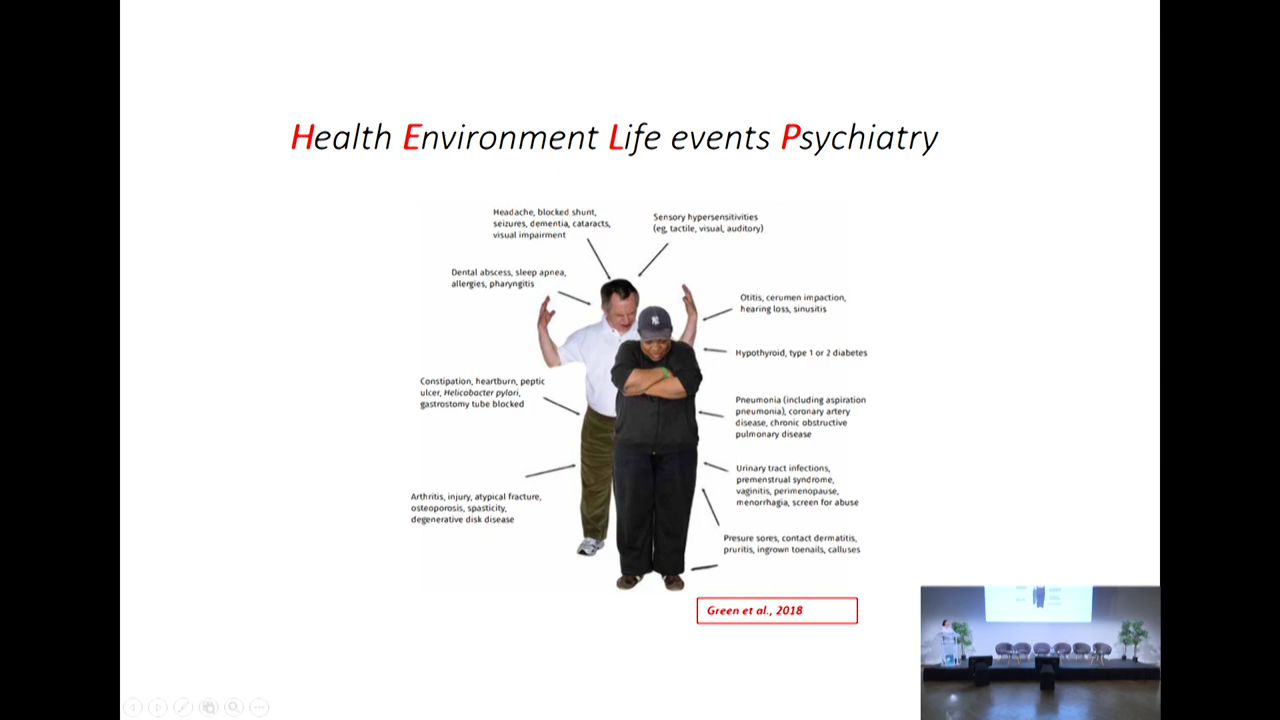 Health Environment Life events Psychiatry
Headache, blocked shunt,
seizures, dementia, cataracts,
visual impairment
Sensory hypersensitivities
(eg, tactile, visual, auditory)
Dental abscess, sleep apnea,
allergies, pharyngitis
Otitis, cerumen impaction,
hearing loss, sinusitis
Hypothyroid, type 1 or 2 diabetes
Constipation, heartburn, peptic
ulcer, Helicobacter pylori,
gastrostomy tube blocked
Pneumonia (including aspiration
pneumonia), coronary artery
disease, chronic obstructive
pulmonary disease
Urinary tract infections,
premenstrual syndrome,
vaginitis, perimenopause,
menorrhagia, screen for abuse
Arthritis, injury, atypical fracture,
osteoporosis, spasticity,
degenerative disk disease
Presure sores, contact dermatitis,
pruritis, ingrown toenails, calluses
Green et al., 2018